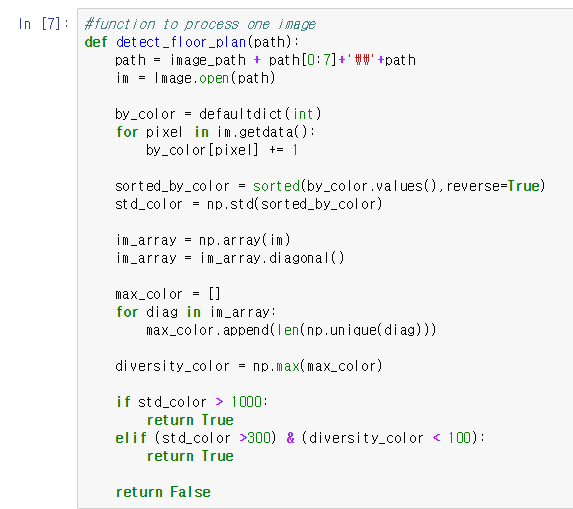 In [7]:
#function to process one image
def detect_floor_plan(path):
    path = image_path + path[0:7]+'₩₩'+path
    im = Image.open(path)

    by_color = defaultdict(int)
    for pixel in im.getdata():
        by_color[pixel] += 1

    sorted_by_color = sorted(by_color.values(),reverse=True)
    std_color = np.std(sorted_by_color)

    im_array = np.array(im)
    im_array = im_array.diagonal()

    max_color = []
    for diag in im_array:
        max_color.append(len(np.unique(diag)))

    diversity_color = np.max(max_color)

    if std_color > 1000:
        return True
    elif (std_color >300) & (diversity_color < 100):
        return True

    return False